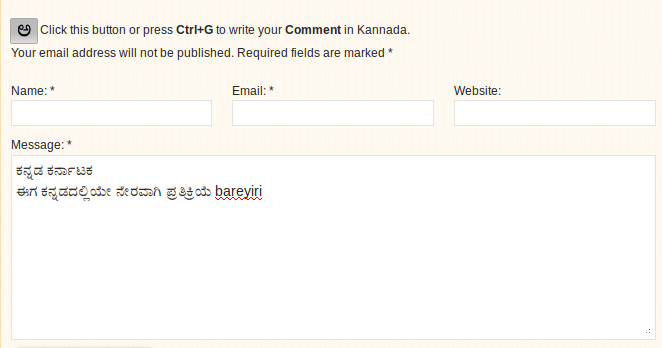 ಅ Click this button or press Ctrl+G to write your Comment in Kannada.
Your email address will not be published. Required fields are marked *
Name: * Email: * Website:
Message: *
ಕನ್ನಡ ಕರ್ನಾಟಕ
ಈಗ ಕನ್ನಡದಲ್ಲಿಯೇ ನೇರವಾಗಿ ಪ್ರತಿಕ್ರಿಯೆ bareyiri